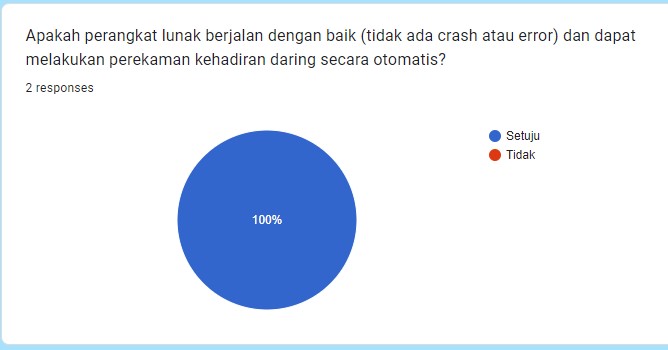 Apakah perangkat lunak berjalan dengan baik (tidak ada crash atau error) dan dapat
melakukan perekaman kehadiran daring secara otomatis?
2 responses
Setuju
Tidak
100%